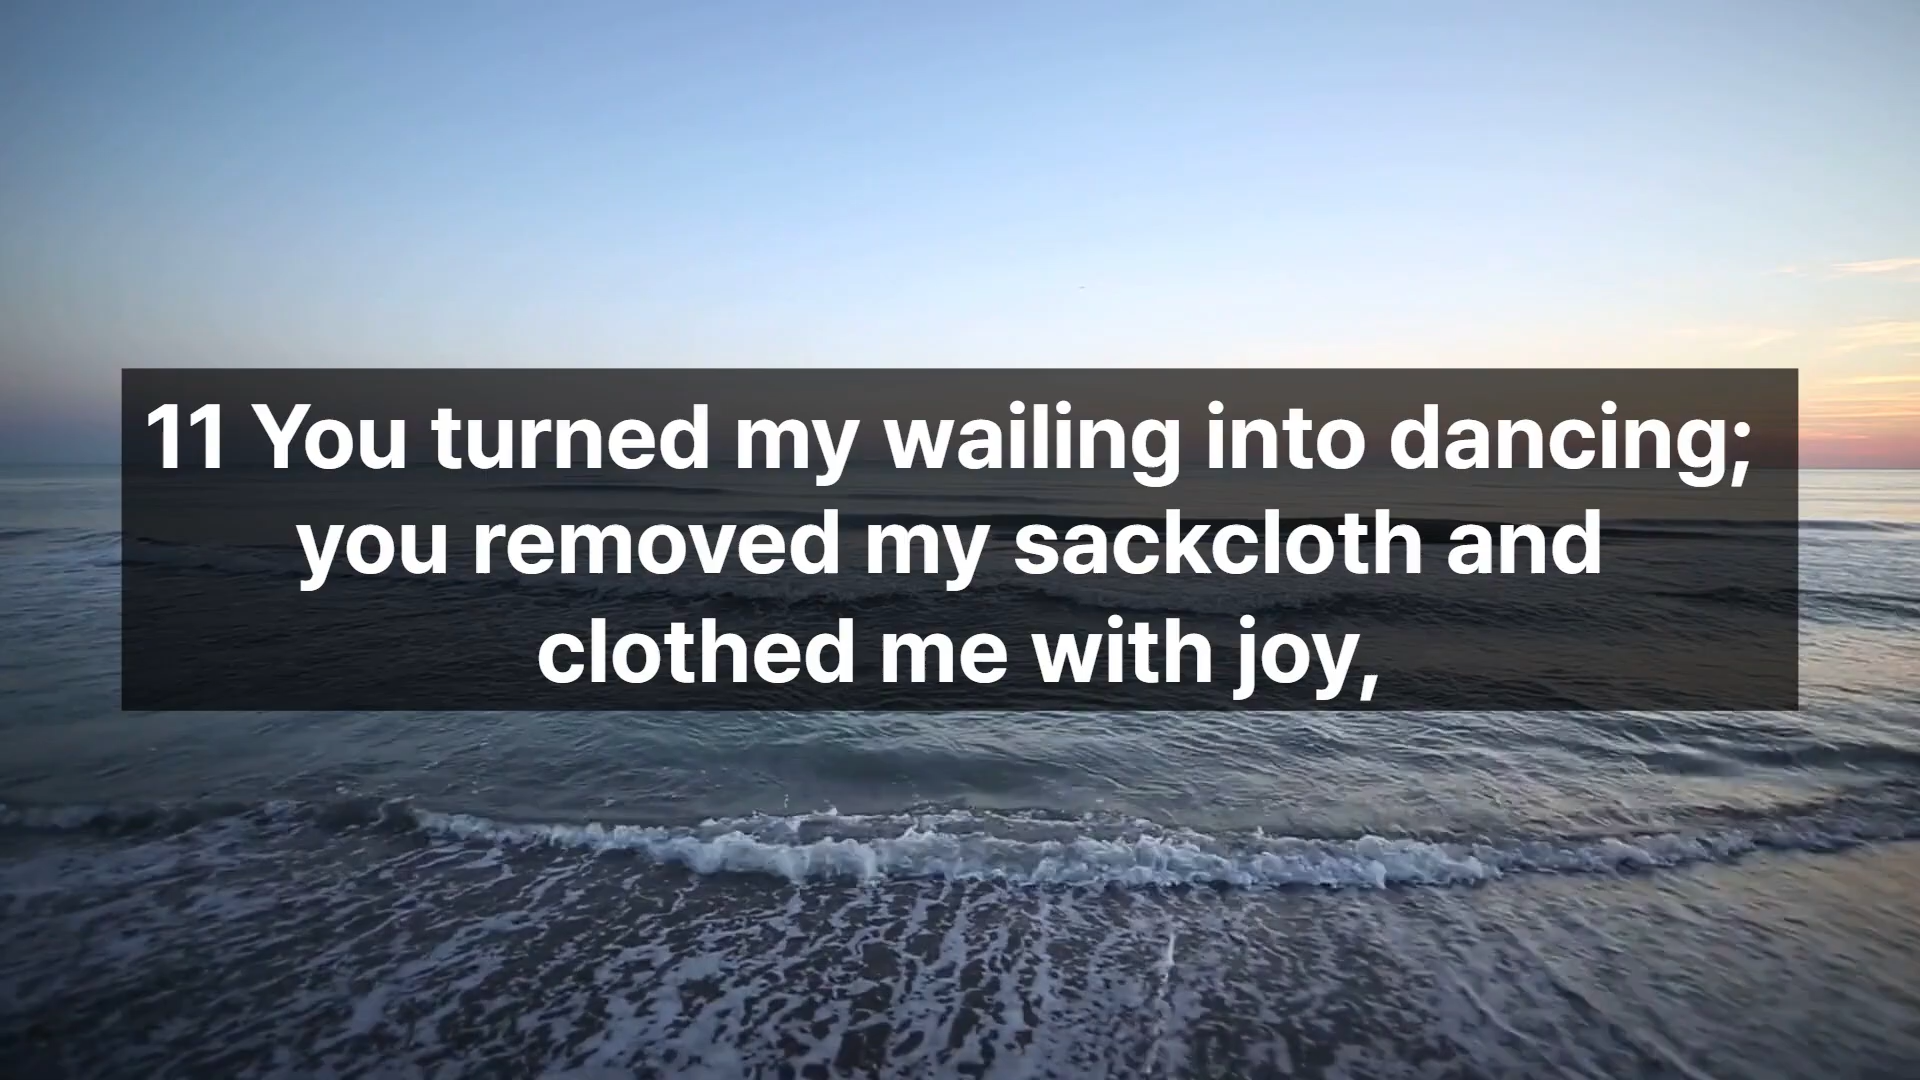 11 You turned my wailing into dancing;
you removed my sackcloth and
clothed me with joy,